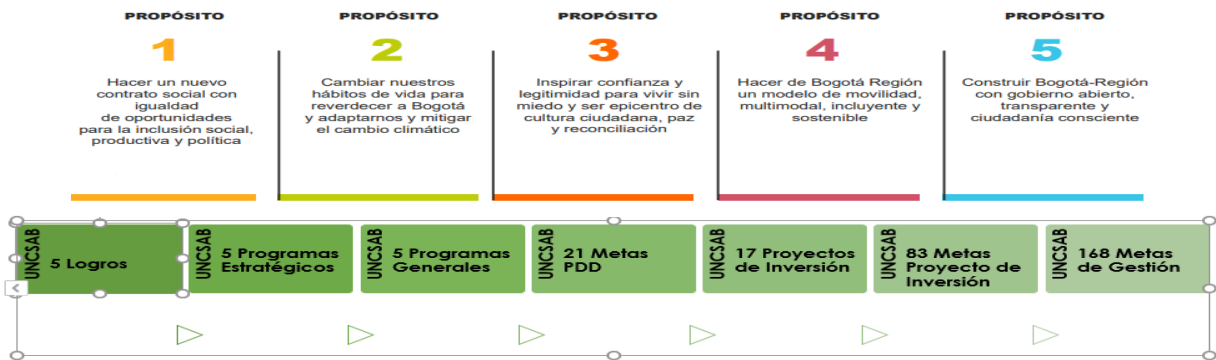 PROPÓSITO
1
Hacer un nuevo
contrato social con
igualdad
de oportunidades
para la inclusión social,
productiva y política
PROPÓSITO
2
Cambiar nuestros
hábitos de vida para
reverdecer a Bogotá
y adaptarnos y mitigar
el cambio climático
PROPÓSITO
3
Inspirar confianza y
legitimidad para vivir sin
miedo y ser epicentro de
cultura ciudadana, paz
y reconciliación
PROPÓSITO
4
Hacer de Bogotá Región
un modelo de movilidad,
multimodal, incluyente y
sostenible
PROPÓSITO
5
Construir Bogotá-Región
con gobierno abierto,
transparente y
ciudadanía consciente
UNCSAB
5 Logros
UNCSAB
5 Programas
Estratégicos
UNCSAB
5 Programas
Generales
UNCSAB
21 Metas
PDD
UNCSAB
17 Proyectos
de Inversión
UNCSAB
83 Metas
Proyecto de
Inversión
UNCSAB
168 Metas
de Gestión